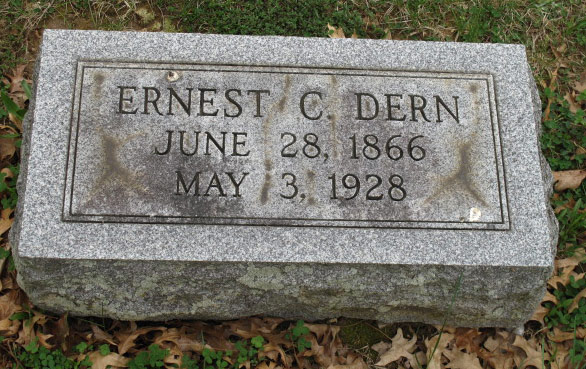 ERNEST C. DERN
JUNE 28, 1866
MAY 3, 1928